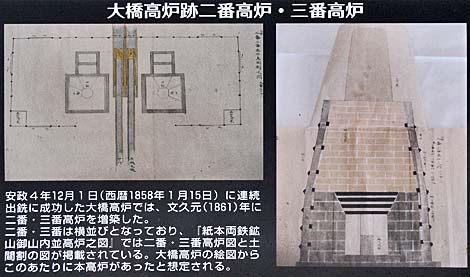 大橋高炉跡二番高炉・三番高炉
安政４年12月１日(西暦1858年１月15日）に連続
出銑に成功した大橋高炉では、文久元(1861)年に
二番・三番高炉を増築した。
二番・三番は横並びとなっており、『紙本両鉄鉱
山御山内並高炉之図』では二番・三番高炉図と土
間割の図が掲載されている。大橋高炉の絵図から
このあたりに本高炉があったと想定される。